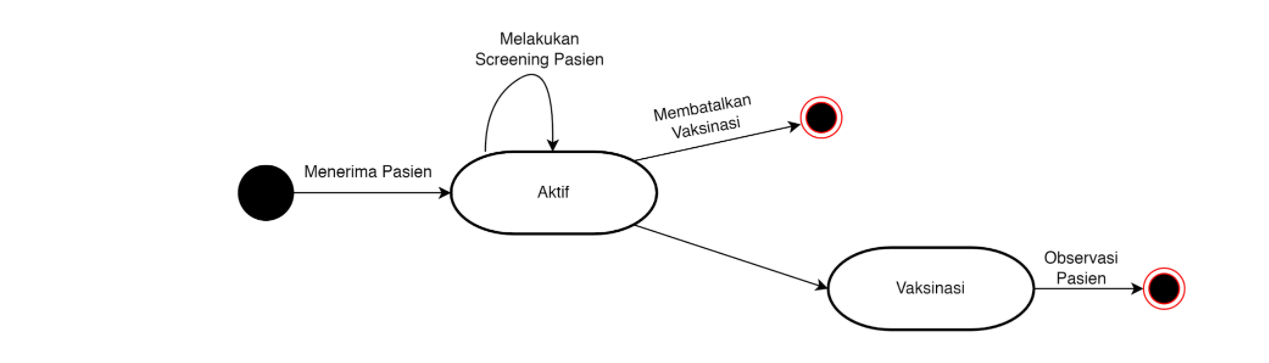 Melakukan
Screening Pasien
Membatalkan
Vaksinasi
Menerima Pasien
Aktif
Observasi
Pasien
Vaksinasi